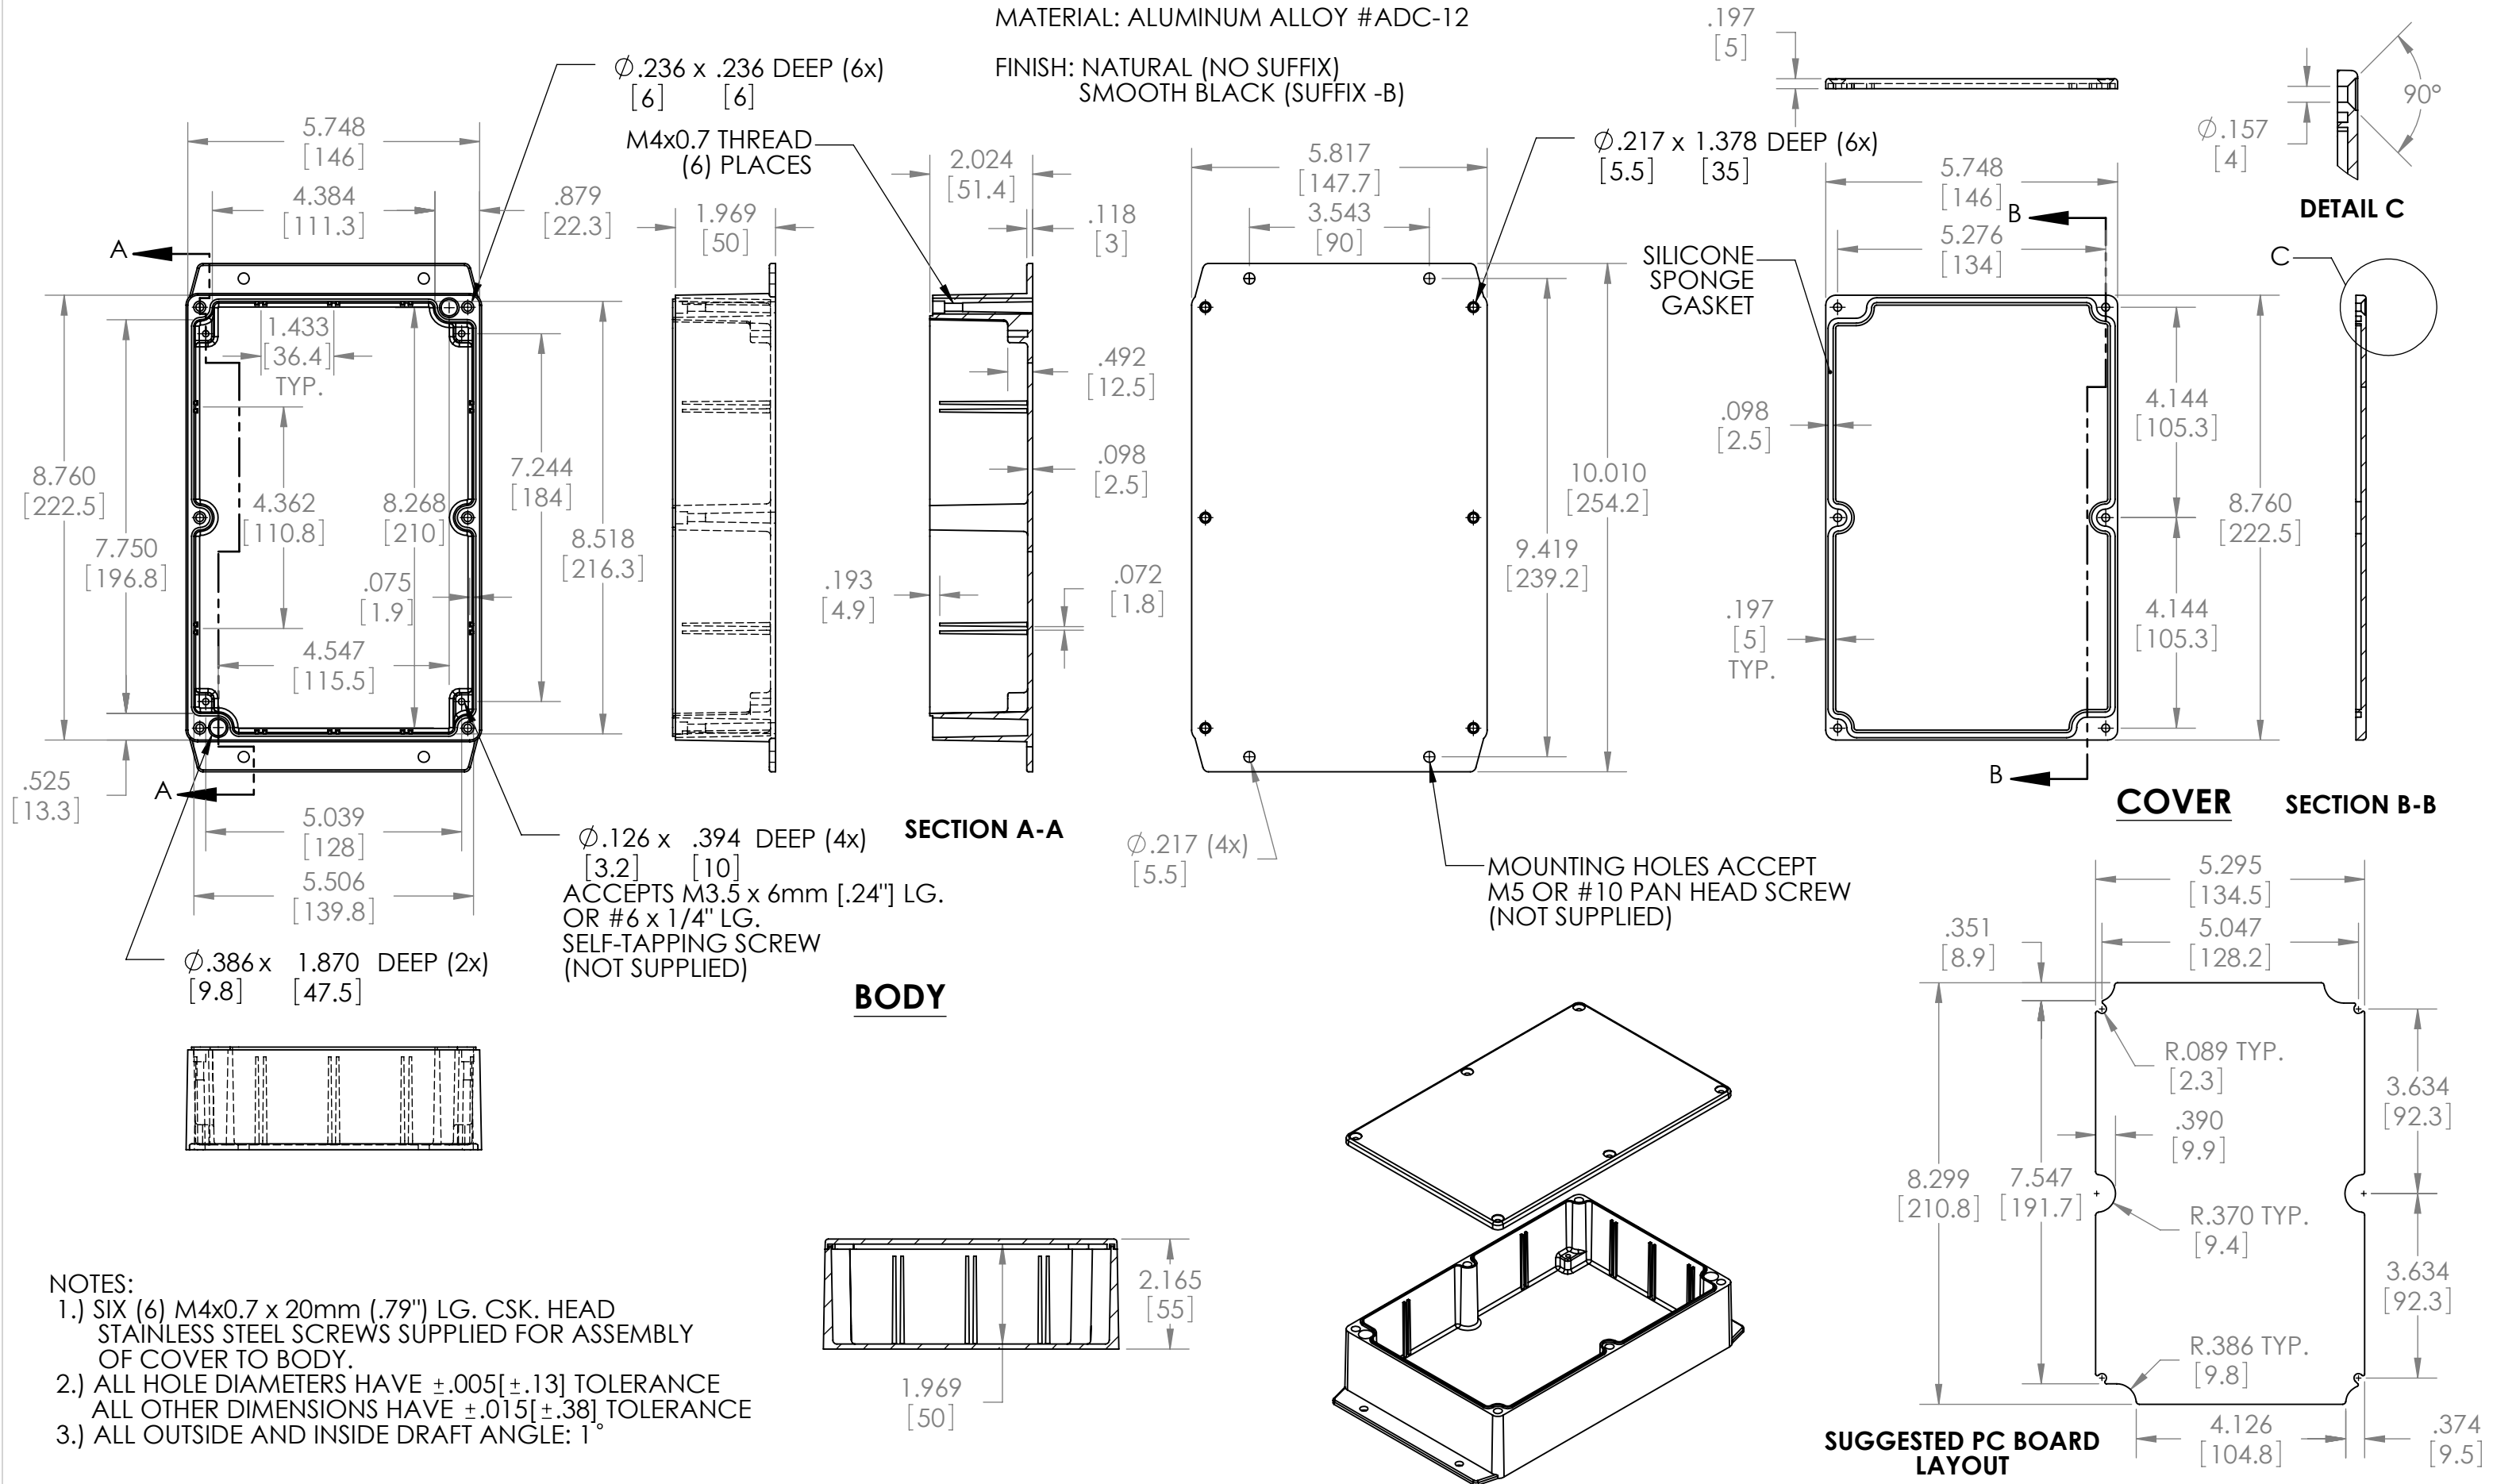 MATERIAL: ALUMINUM ALLOY #ADC-12
FINISH: NATURAL (NO SUFFIX)
SMOOTH BLACK (SUFFIX -B)
∅.236 x .236 DEEP (6x)
[6] [6]
M4x0.7 THREAD
(6) PLACES
5.748
[146]
4.384
[111.3]
.879
[22.3]
A
1.433
[36.4]
TYP.
8.760
[222.5]
7.750
[196.8]
4.362
[110.8]
8.268
[210]
7.244
[184]
8.518
[216.3]
.075
[1.9]
4.547
[115.5]
.525
[13.3]
A
5.039
[128]
5.506
[139.8]
∅.386 x 1.870 DEEP (2x)
[9.8] [47.5]
∅.126 x .394 DEEP (4x)
[3.2] [10]
ACCEPTS M3.5 x 6mm [.24"] LG.
OR #6 x 1/4" LG.
SELF-TAPPING SCREW
(NOT SUPPLIED)
1.969
[50]
2.024
[51.4]
.118
[3]
.492
[12.5]
.098
[2.5]
.193
[4.9]
.072
[1.8]
SECTION A-A
BODY
5.817
[147.7]
3.543
[90]
∅.217 x 1.378 DEEP (6x)
[5.5] [35]
10.010
[254.2]
9.419
[239.2]
∅.217 (4x)
[5.5]
MOUNTING HOLES ACCEPT
M5 OR #10 PAN HEAD SCREW
(NOT SUPPLIED)
.197
[5]
5.748
[146]
B
5.276
[134]
SILICONE
SPONGE
GASKET
.098
[2.5]
.197
[5]
TYP.
4.144
[105.3]
8.760
[222.5]
4.144
[105.3]
B
COVER
∅.157
[4]
90°
DETAIL C
C
SECTION B-B
5.295
[134.5]
5.047
[128.2]
.351
[8.9]
R.089 TYP.
[2.3]
3.634
[92.3]
.390
[9.9]
8.299
[210.8]
7.547
[191.7]
R.370 TYP.
[9.4]
3.634
[92.3]
R.386 TYP.
[9.8]
4.126
[104.8]
.374
[9.5]
SUGGESTED PC BOARD
LAYOUT
2.165
[55]
1.969
[50]
NOTES:
1.) SIX (6) M4x0.7 x 20mm (.79") LG. CSK. HEAD
STAINLESS STEEL SCREWS SUPPLIED FOR ASSEMBLY
OF COVER TO BODY.
2.) ALL HOLE DIAMETERS HAVE ±.005[±.13] TOLERANCE
ALL OTHER DIMENSIONS HAVE ±.015[±.38] TOLERANCE
3.) ALL OUTSIDE AND INSIDE DRAFT ANGLE: 1°